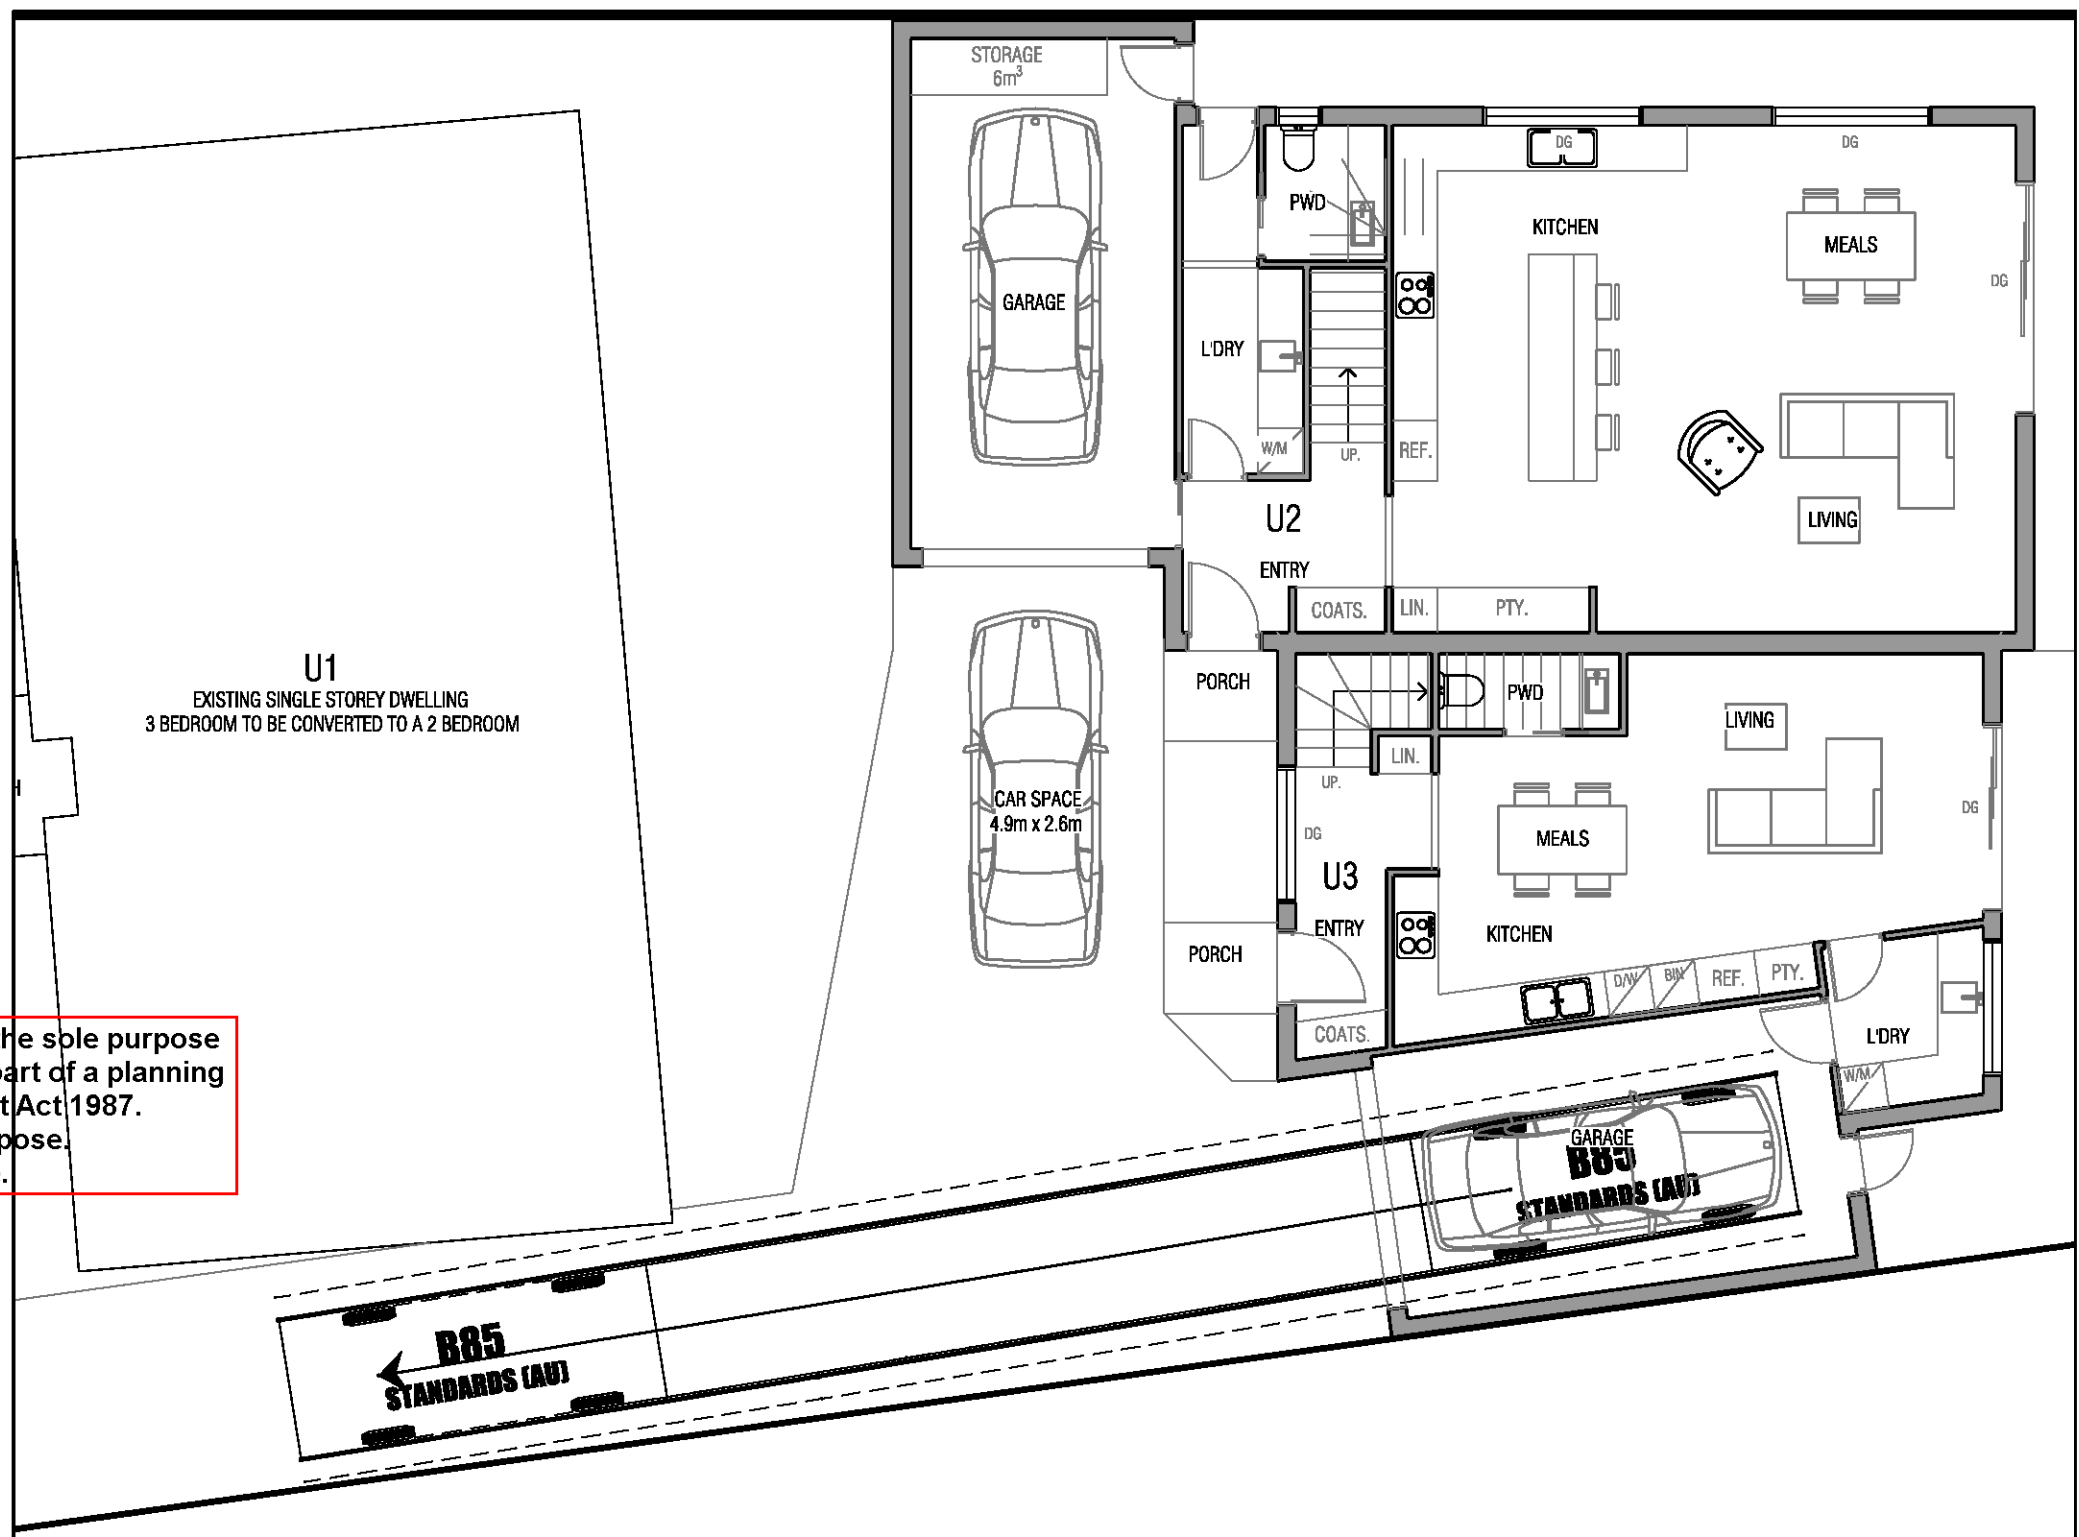 STORAGE
6m³
GARAGE
PWD
L'DRY
W/M
UP.
REF.
DG
KITCHEN
DG
MEALS
DG
LIVING
U2
ENTRY
COATS.
LIN.
PTY.
U1
EXISTING SINGLE STOREY DWELLING
3 BEDROOM TO BE CONVERTED TO A 2 BEDROOM
CAR SPACE
4.9m x 2.6m
PORCH
PORCH
LIN.
UP.
DG
U3
ENTRY
COATS.
PWD
LIVING
MEALS
DG
KITCHEN
D/W
BIN
REF.
PTY.
L'DRY
W/M
GARAGE
B85
STANDARDS (AU)
B85
STANDARDS (AU)
he sole purpose
part of a planning
t Act 1987.
pose.